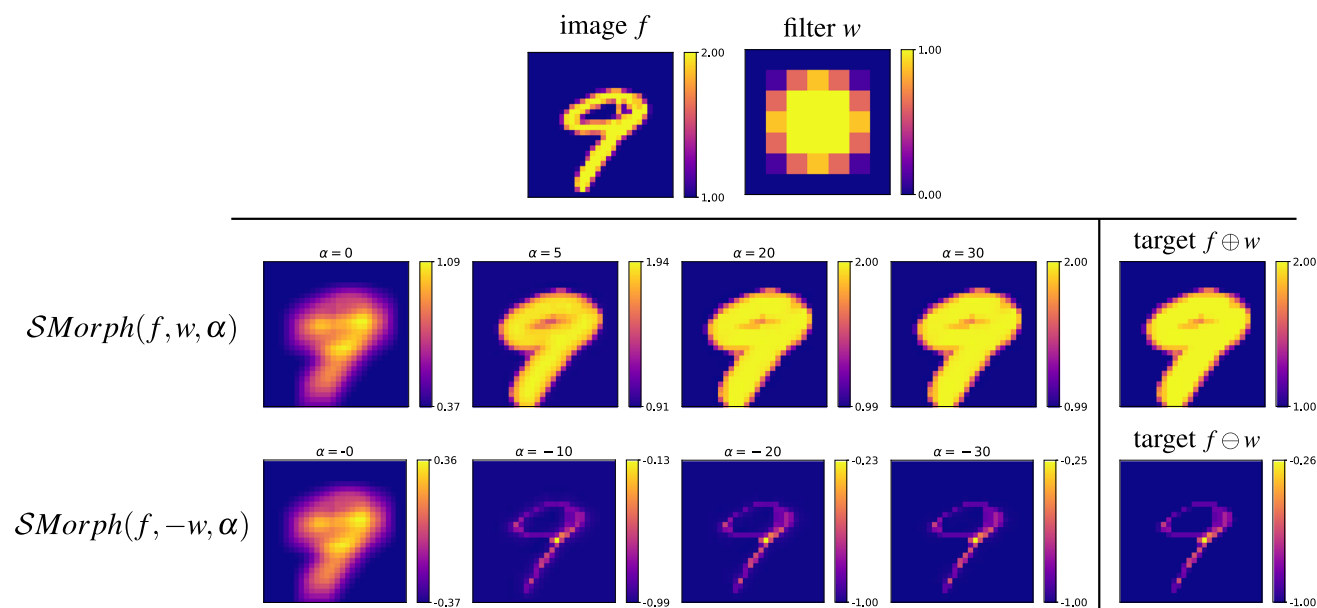 image f
filter w
2.00
1.00
1.00
0.00
α=0
α=5
α=20
α=30
target f ⊕ w
SMorph(f, w, α)
1.09
0.37
1.94
0.91
2.00
0.99
2.00
0.99
2.00
1.00
α=-0
α = −10
α = −20
α = −30
target f ⊖ w
SMorph(f, −w, α)
0.36
-0.37
-0.13
-0.99
-0.23
-1.00
-0.25
-1.00
-0.26
-1.00